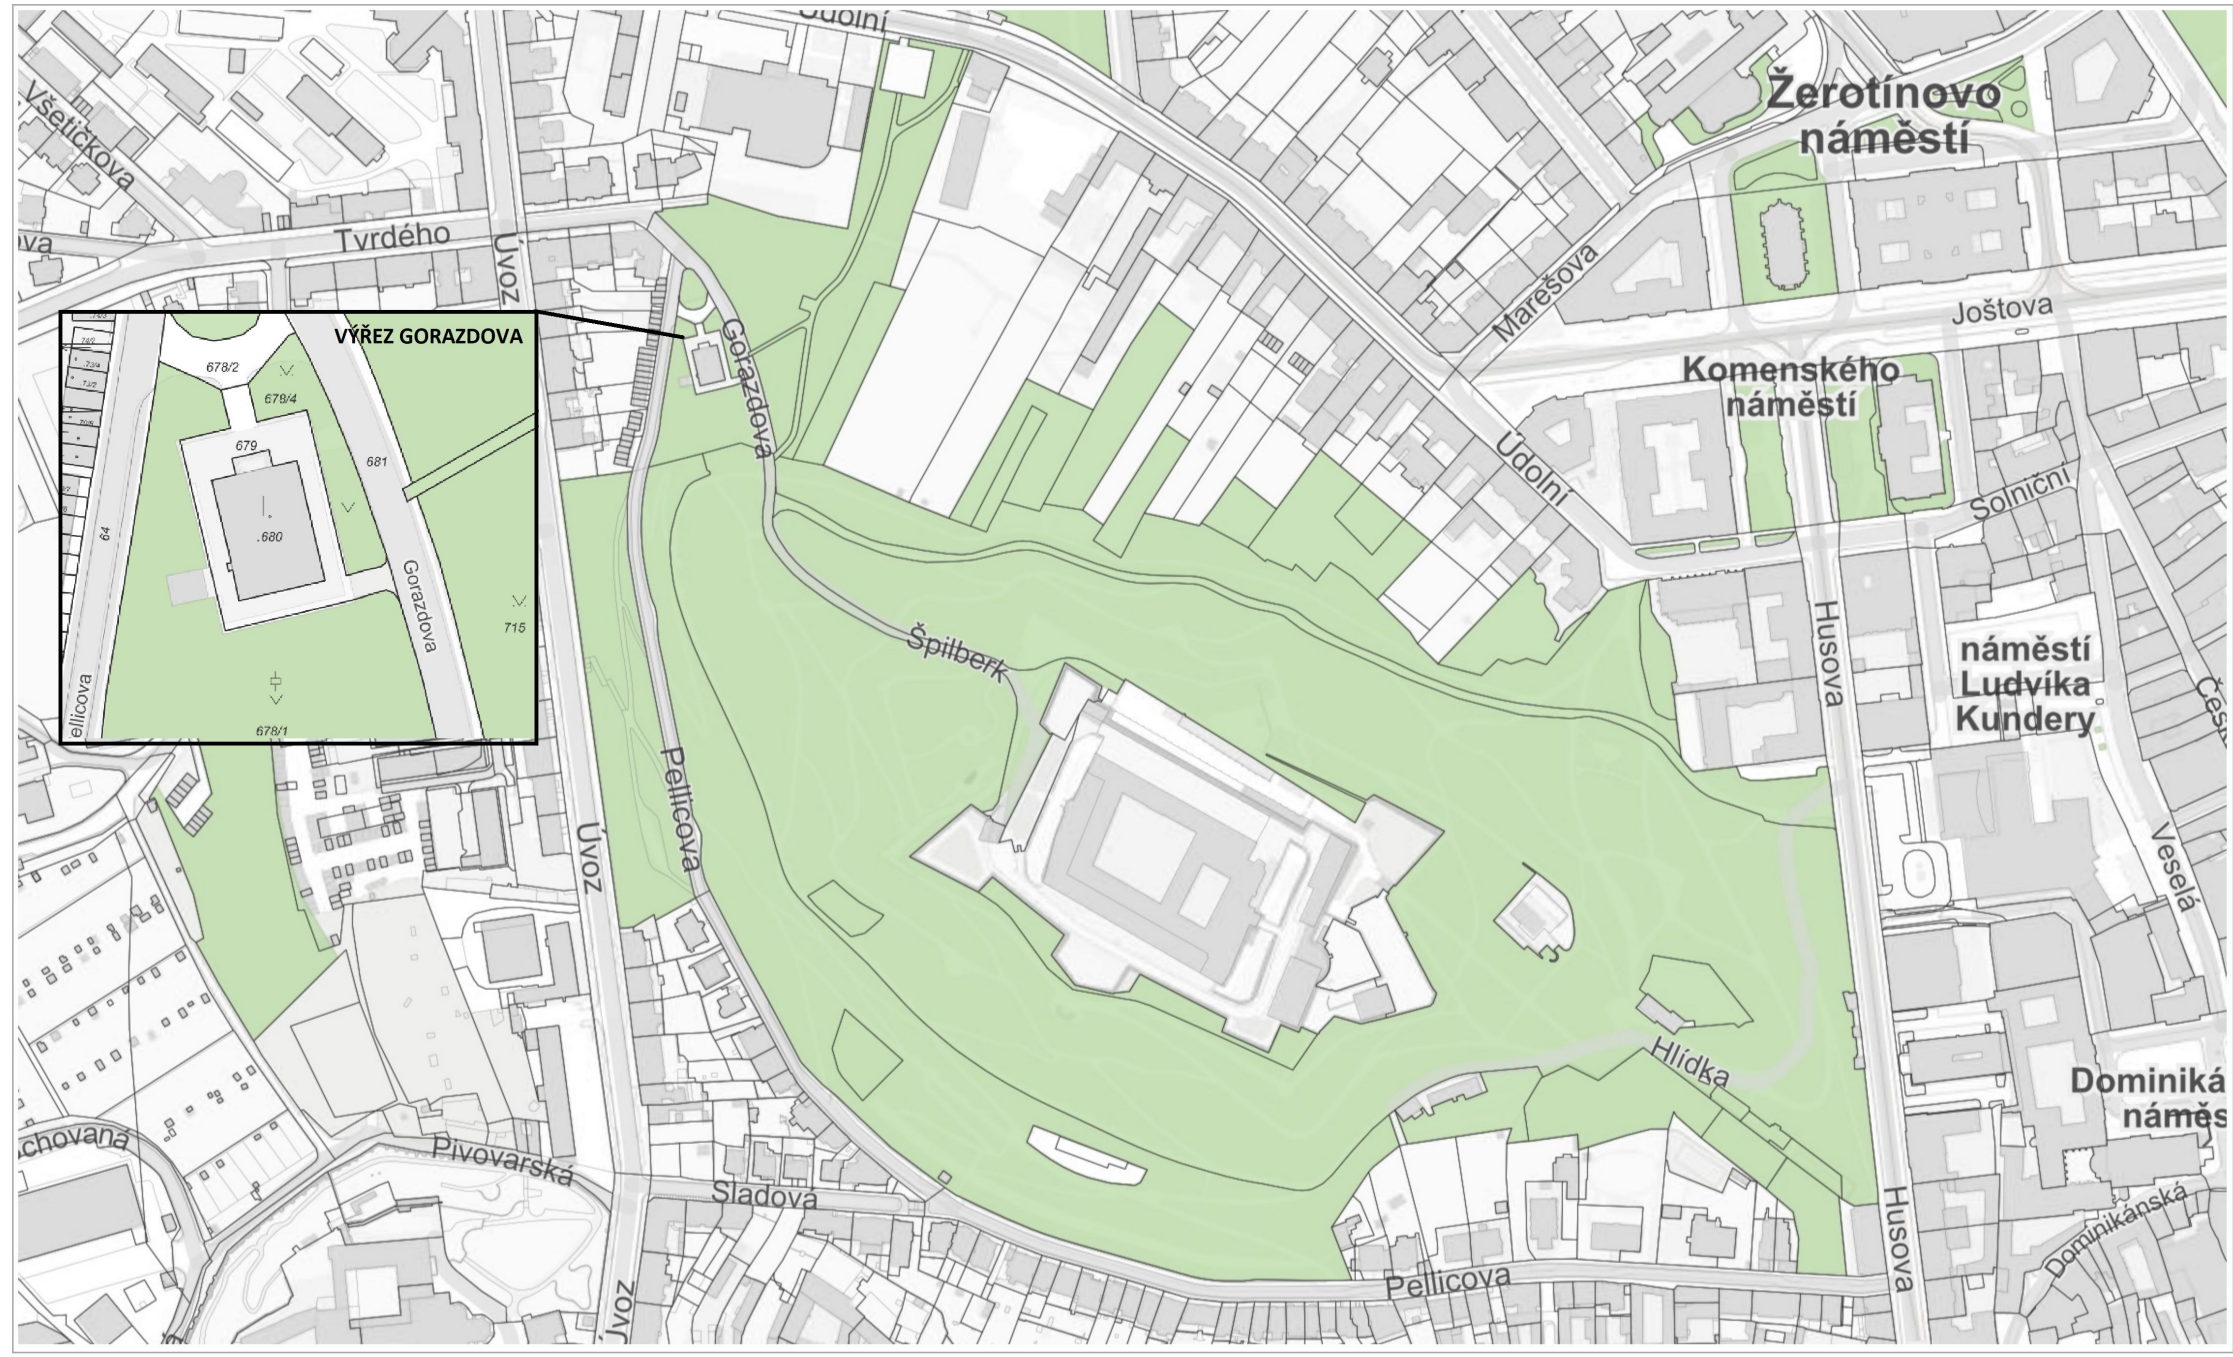 Údolní
Všetičkova
Žerotínovo
náměstí
Tvrdého
Úvoz
VÝŘEZ GORAZDOVA
678/2
678/4
679
681
.680
64
Gorazdova
715
ellicova
678/1
Gorazdova
Marešova
Joštova
Komenského
náměstí
Údolní
Solniční
Husova
náměstí
Ludvíka
Kundery
Špilberk
Pellicova
Úvoz
Veselá
Hlídka
Dominiká
náměs
chovaná
Pivovarská
Sladová
Dominikánská
Husova
Pellicova
Úvoz